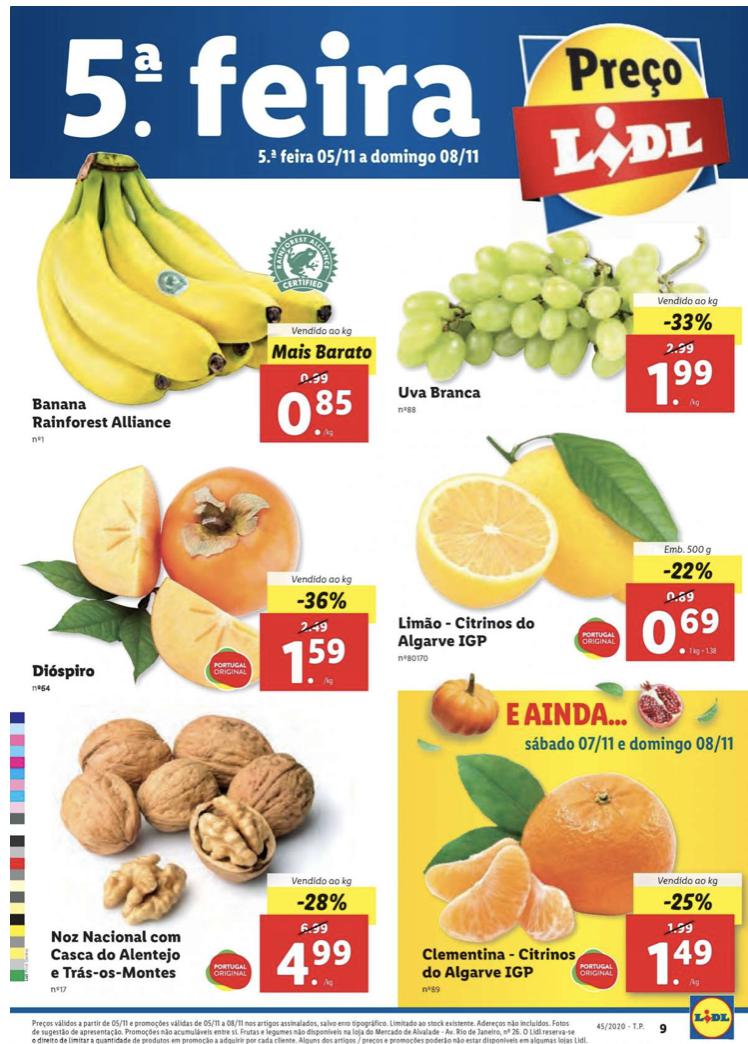 5.ª feira
5.ª feira 05/11 a domingo 08/11
Preço
LIDL
RAINFOREST ALLIANCE
CERTIFIED
Vendido ao kg
Mais Barato
0.99
0.85
/kg
Banana
Rainforest Alliance
nº1
Vendido ao kg
-33%
2.99
1.99
/kg
Uva Branca
nº88
Vendido ao kg
-36%
2.49
1.59
/kg
PORTUGAL
ORIGINAL
Dióspiro
nº64
Emb. 500 g
-22%
0.89
0.69
1 kg = 1.38
Limão - Citrinos do
Algarve IGP
nº80170
PORTUGAL
ORIGINAL
Vendido ao kg
-28%
6.99
4.99
/kg
Noz Nacional com
Casca do Alentejo
e Trás-os-Montes
nº17
PORTUGAL
ORIGINAL
E AINDA...
sábado 07/11 e domingo 08/11
Vendido ao kg
-25%
1.99
1.49
/kg
Clementina - Citrinos
do Algarve IGP
nº89
PORTUGAL
ORIGINAL
Preços válidos a partir de 05/11 e promoções válidas de 05/11 a 08/11 nos artigos assinalados, salvo erro tipográfico. Limitado ao stock existente. Adereços não incluídos. Fotos
de sugestão de apresentação. Promoções não acumuláveis entre si. Frutas e legumes não disponíveis na loja do Mercado de Alvalade - Av. Rio de Janeiro, nº 26. O Lidl reserva-se
o direito de limitar a quantidade de produtos em promoção a adquirir por cada cliente. Alguns dos artigos / preços e promoções poderão não estar disponíveis em algumas lojas Lidl.
45/2020 - T.P.
9
LIDL